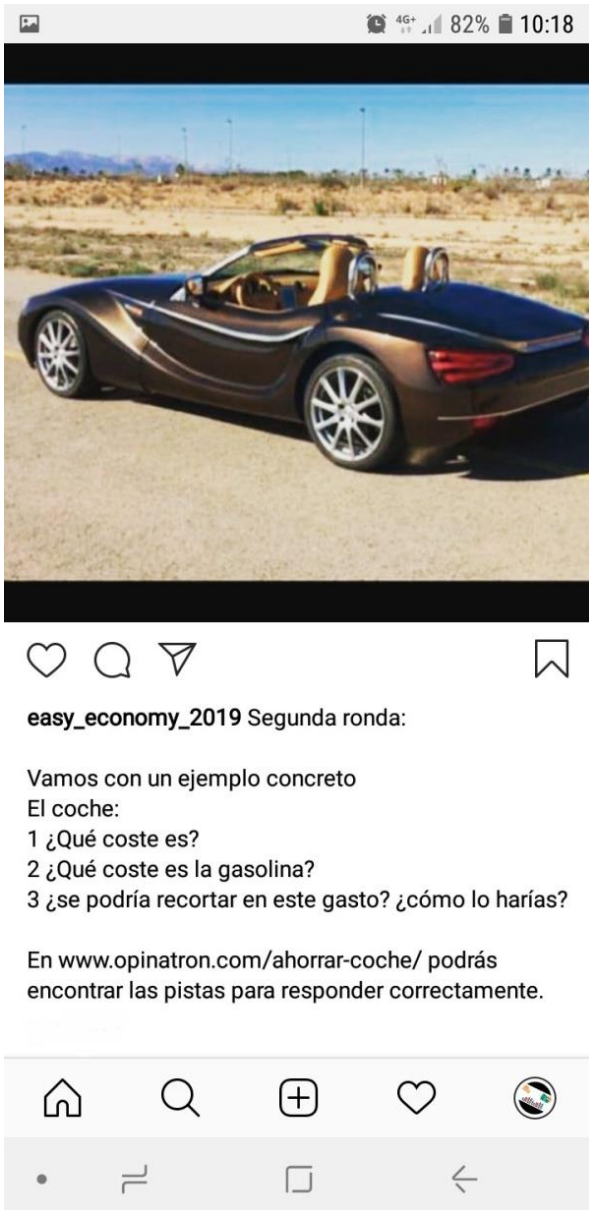 4G+ 82% 10:18
easy_economy_2019 Segunda ronda:
Vamos con un ejemplo concreto
El coche:
1 ¿Qué coste es?
2 ¿Qué coste es la gasolina?
3 ¿se podría recortar en este gasto? ¿cómo lo harías?
En www.opinatron.com/ahorrar-coche/ podrás
encontrar las pistas para responder correctamente.